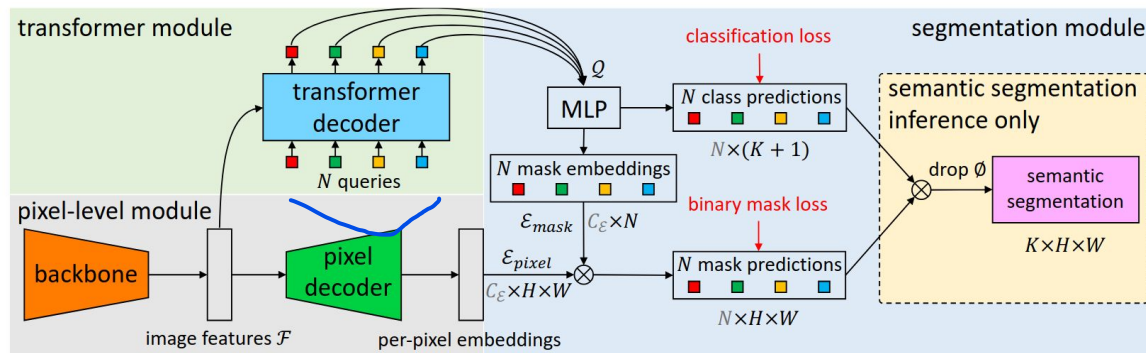 transformer module
segmentation module
classification loss
Q
transformer
decoder
MLP
N class predictions
semantic segmentation
inference only
N×(K + 1)
drop ∅
N queries
N mask embeddings
semantic
segmentation
pixel-level module
ℰmask
C_ℰ×N
binary mask loss
K×H×W
backbone
pixel
decoder
ℰpixel
N mask predictions
C_ℰ×H×W
N×H×W
image features ℱ
per-pixel embeddings